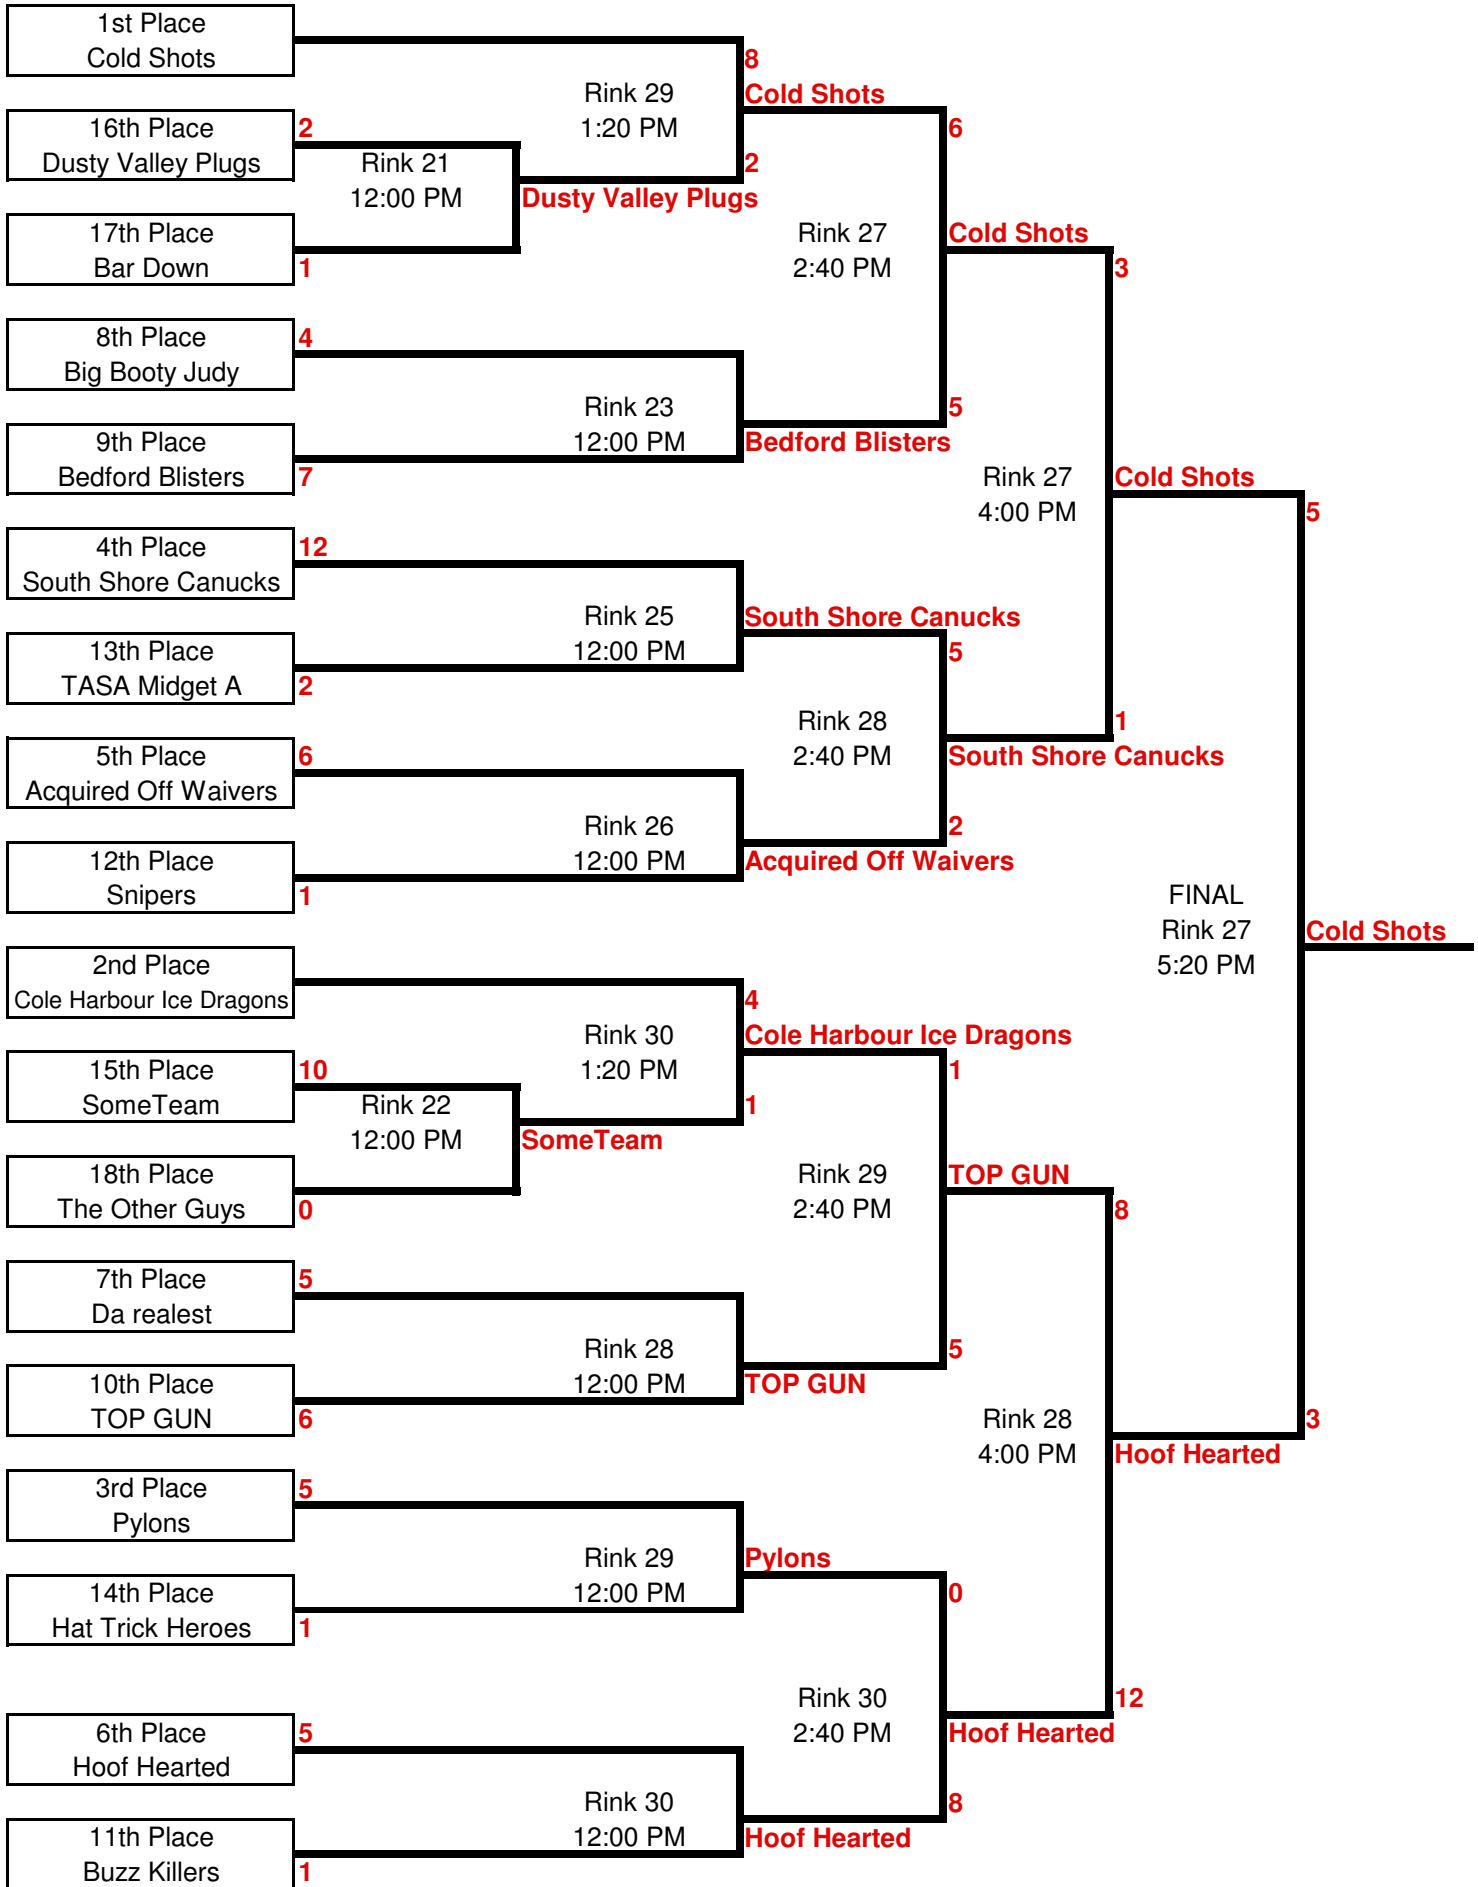 1st Place
Cold Shots
8
Rink 29
Cold Shots
1:20 PM
16th Place
2
6
Dusty Valley Plugs
Rink 21
2
12:00 PM
Dusty Valley Plugs
17th Place
Rink 27
Cold Shots
Bar Down
1
2:40 PM
3
8th Place
4
Big Booty Judy
Rink 23
5
9th Place
12:00 PM
Bedford Blisters
Bedford Blisters
7
Rink 27
Cold Shots
4:00 PM
5
4th Place
12
South Shore Canucks
Rink 25
South Shore Canucks
13th Place
12:00 PM
5
TASA Midget A
2
Rink 28
1
5th Place
6
2:40 PM
South Shore Canucks
Acquired Off Waivers
Rink 26
2
12th Place
12:00 PM
Acquired Off Waivers
Snipers
1
FINAL
Rink 27
Cold Shots
2nd Place
5:20 PM
Cole Harbour Ice Dragons
4
Rink 30
Cole Harbour Ice Dragons
15th Place
10
1:20 PM
1
SomeTeam
Rink 22
1
12:00 PM
SomeTeam
18th Place
Rink 29
TOP GUN
The Other Guys
0
2:40 PM
8
7th Place
5
Da realest
Rink 28
5
10th Place
12:00 PM
TOP GUN
TOP GUN
6
Rink 28
3
4:00 PM
Hoof Hearted
3rd Place
5
Pylons
Rink 29
Pylons
14th Place
12:00 PM
0
Hat Trick Heroes
1
Rink 30
12
6th Place
5
2:40 PM
Hoof Hearted
Hoof Hearted
Rink 30
8
11th Place
12:00 PM
Hoof Hearted
Buzz Killers
1